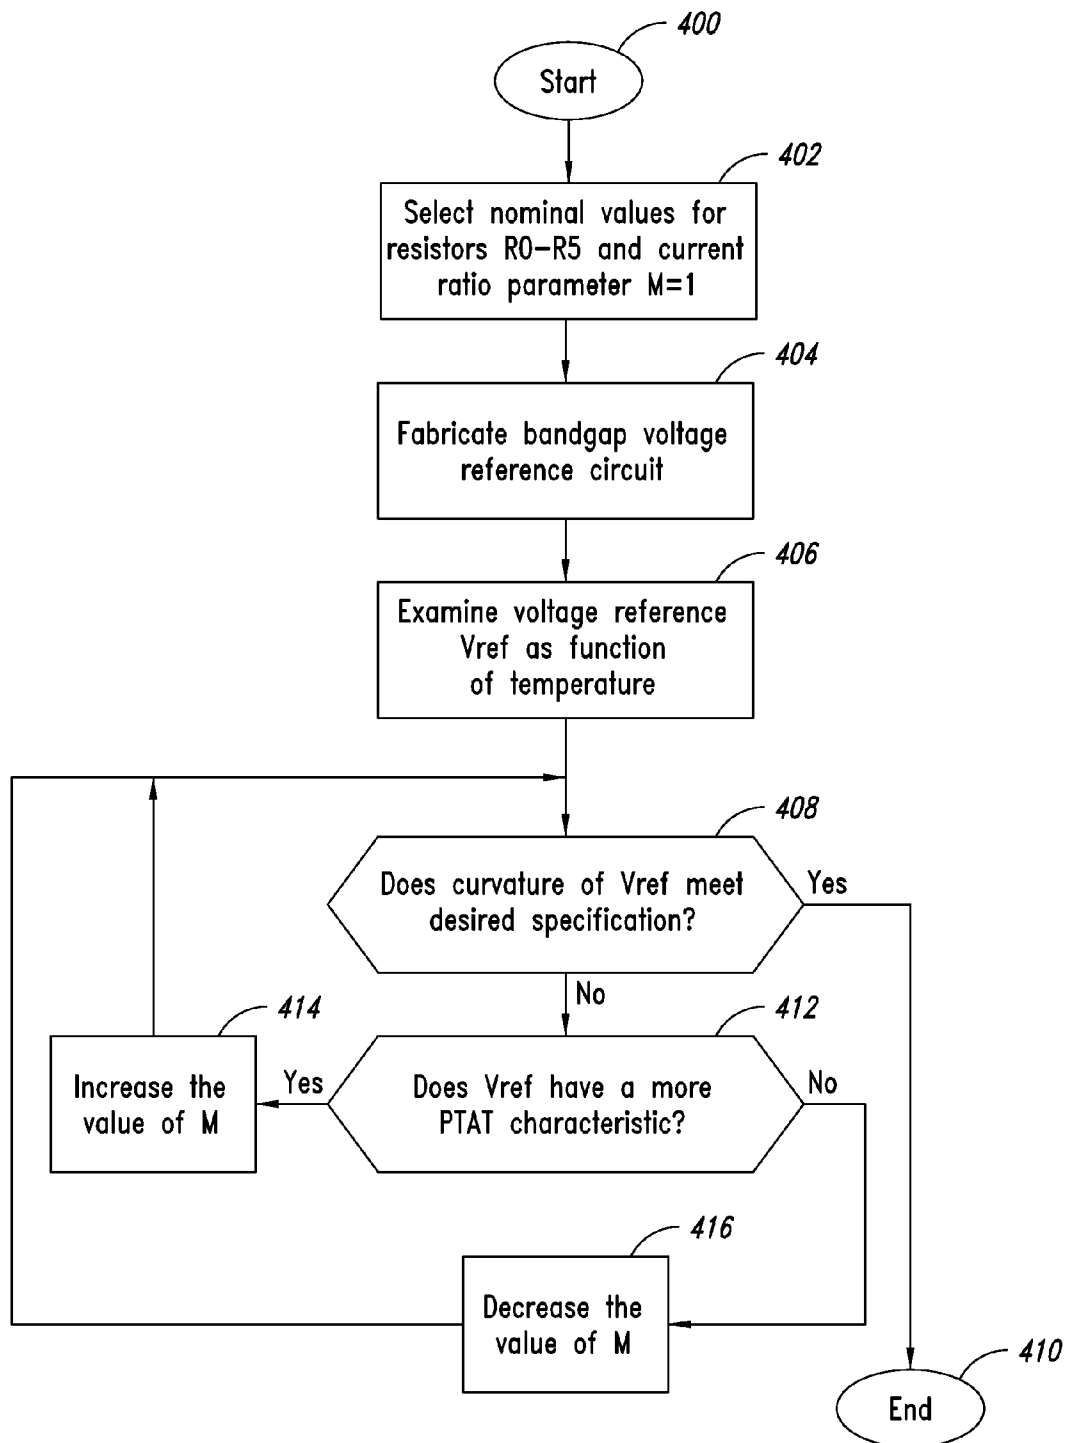 400
Start
402
Select nominal values for
resistors R0-R5 and current
ratio parameter M=1
404
Fabricate bandgap voltage
reference circuit
406
Examine voltage reference
Vref as function
of temperature
408
Does curvature of Vref meet
desired specification?
Yes
No
414
412
Increase the
value of M
Yes
Does Vref have a more
PTAT characteristic?
No
416
Decrease the
value of M
410
End